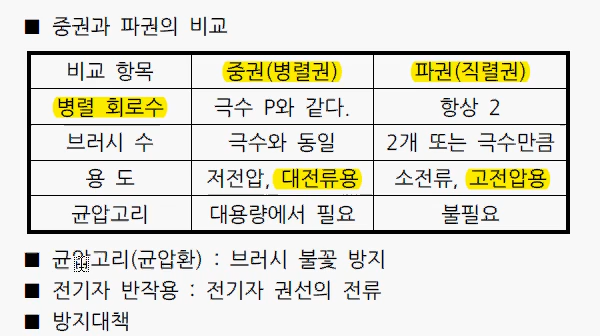 ■ 중권과 파권의 비교
비교 항목 중권(병렬권) 파권(직렬권)
병렬 회로수 극수 P와 같다. 항상 2
브러시 수 극수와 동일 2개 또는 극수만큼
용 도 저전압, 대전류용 소전류, 고전압용
균압고리 대용량에서 필요 불필요
■ 균압고리(균압환) : 브러시 불꽃 방지
■ 전기자 반작용 : 전기자 권선의 전류
■ 방지대책